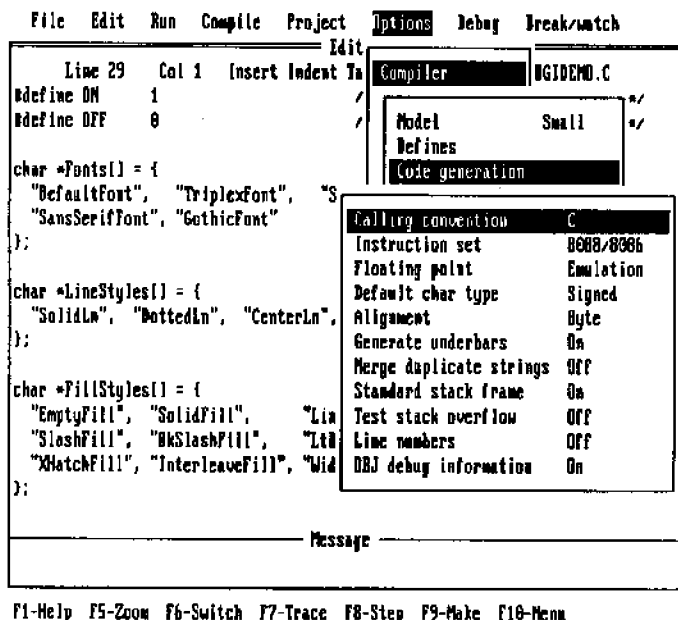 File Edit Run Compile Project Options Debug Break/watch
Edit
Line 29 Col 1 Insert Indent Ta Compiler BGIDEMO.C
#define ON 1 / */
#define OFF 0 / Model Small */
Defines
char *Fonts[] = { Code generation
"DefaultFont", "TriplexFont", "S
"SansSerifFont", "GothicFont" Calling convention C
}; Instruction set 8088/8086
Floating point Emulation
char *LineStyles[] = { Default char type Signed
"SolidLn", "DottedLn", "CenterLn", Alignment Byte
}; Generate underbars On
Merge duplicate strings Off
char *FillStyles[] = { Standard stack frame On
"EmptyFill", "SolidFill", "Lin Test stack overflow Off
"SlashFill", "BkSlashFill", "LtB Line numbers Off
"XHatchFill", "InterleaveFill", "Wid OBJ debug information On
};
Message
F1-Help F5-Zoom F6-Switch F7-Trace F8-Step F9-Make F10-Menu